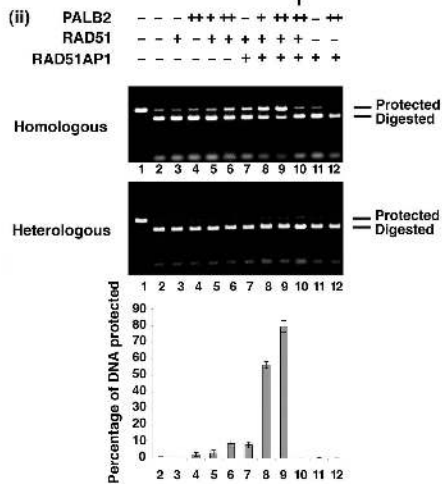 (ii) PALB2 – – – ++ + ++ – + ++ ++ – ++
RAD51 – – + – + + + + + – – –
RAD51AP1 – – – – – – + + + + + –
Homologous
Protected
Digested
1 2 3 4 5 6 7 8 9 10 11 12
Heterologous
Protected
Digested
1 2 3 4 5 6 7 8 9 10 11 12
Percentage of DNA protected
90
80
70
60
50
40
30
20
10
0
2 3 4 5 6 7 8 9 10 11 12